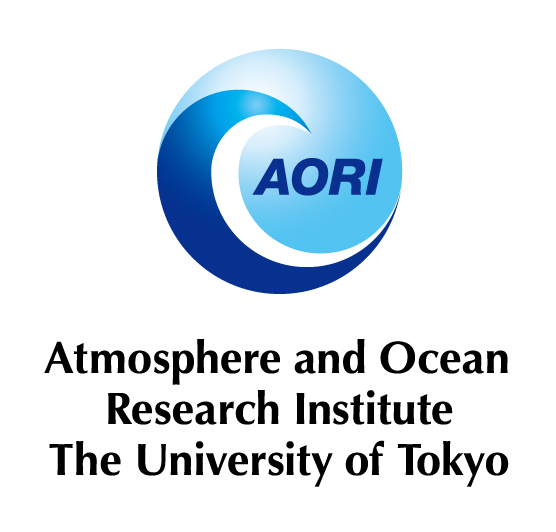 AORI
Atmosphere and Ocean
Research Institute
The University of Tokyo